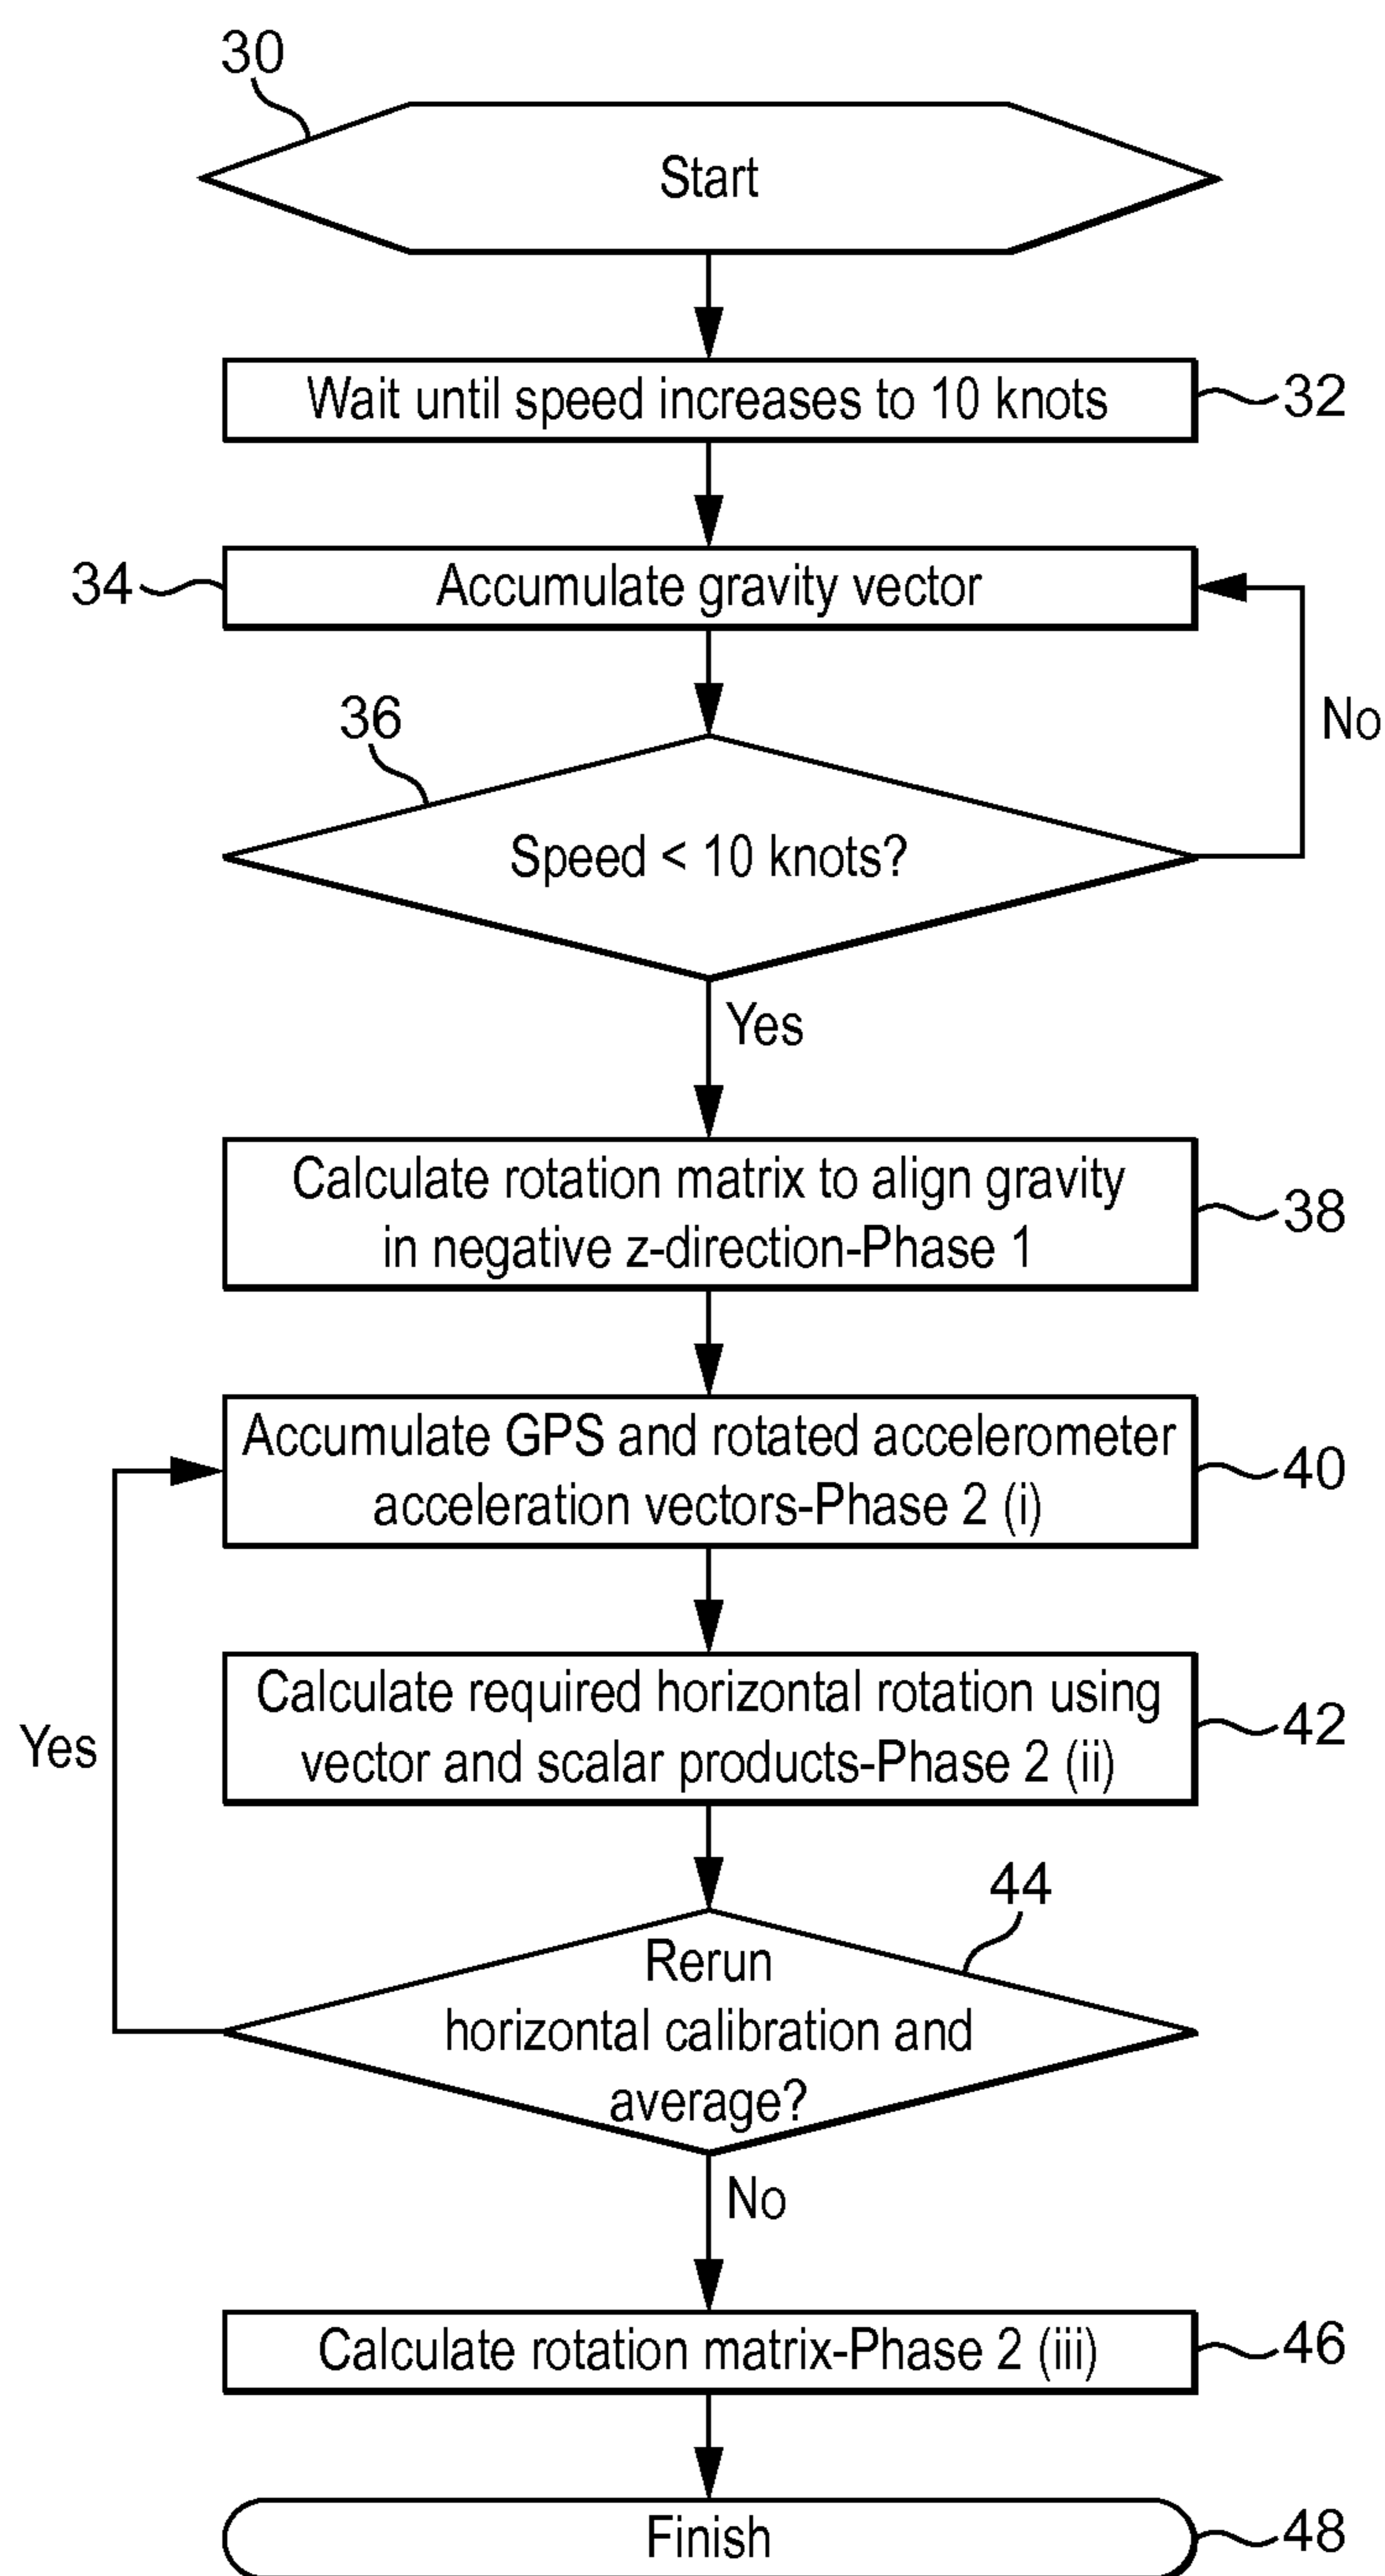 30
Start
Wait until speed increases to 10 knots
32
34
Accumulate gravity vector
No
36
Speed < 10 knots?
Yes
Calculate rotation matrix to align gravity
in negative z-direction-Phase 1
38
Accumulate GPS and rotated accelerometer
acceleration vectors-Phase 2 (i)
40
Calculate required horizontal rotation using
vector and scalar products-Phase 2 (ii)
42
Yes
44
Rerun
horizontal calibration and
average?
No
Calculate rotation matrix-Phase 2 (iii)
46
Finish
48